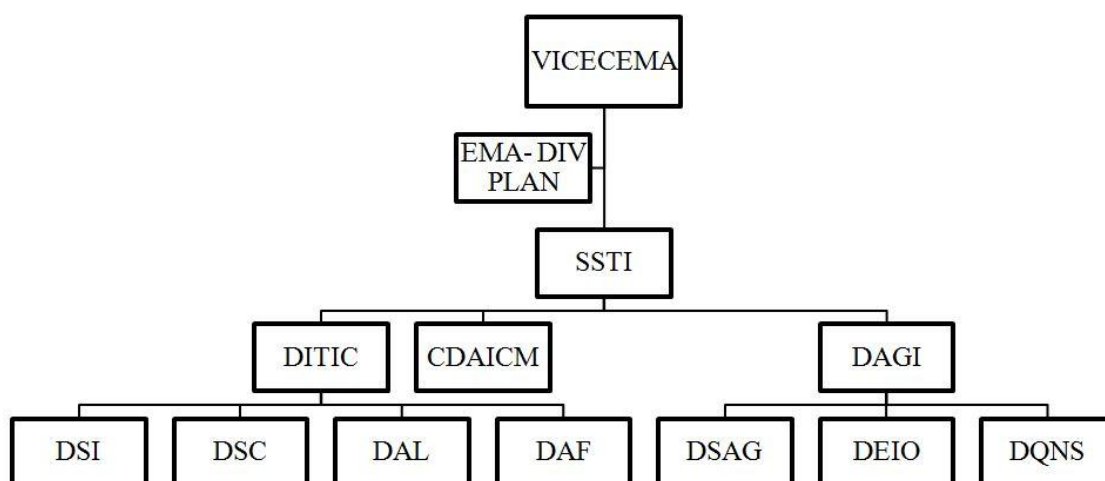 VICECEMA
EMA- DIV
PLAN
SSTI
DITIC
CDAICM
DAGI
DSI
DSC
DAL
DAF
DSAG
DEIO
DQNS